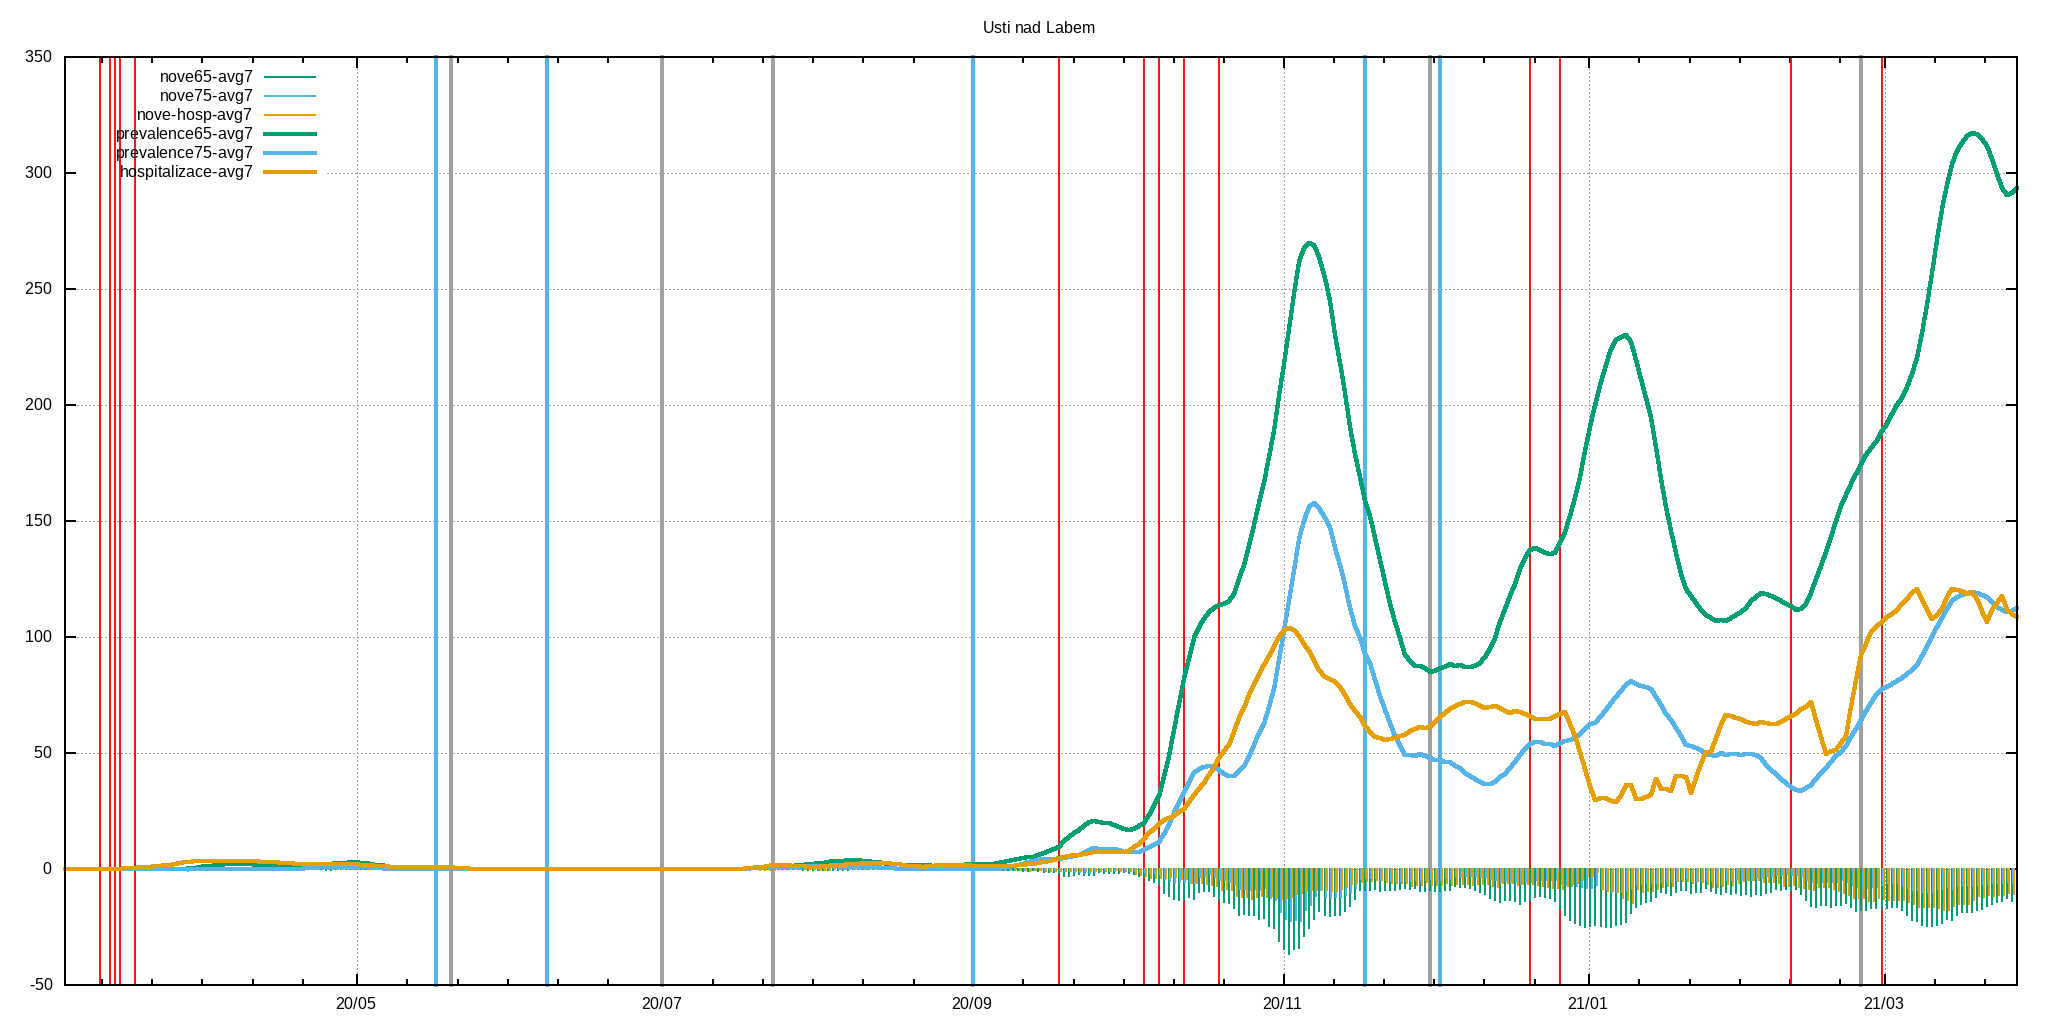 Usti nad Labem
350
300
250
200
150
100
50
0
-50
nove65-avg7
nove75-avg7
nove-hosp-avg7
prevalence65-avg7
prevalence75-avg7
hospitalizace-avg7
20/05
20/07
20/09
20/11
21/01
21/03